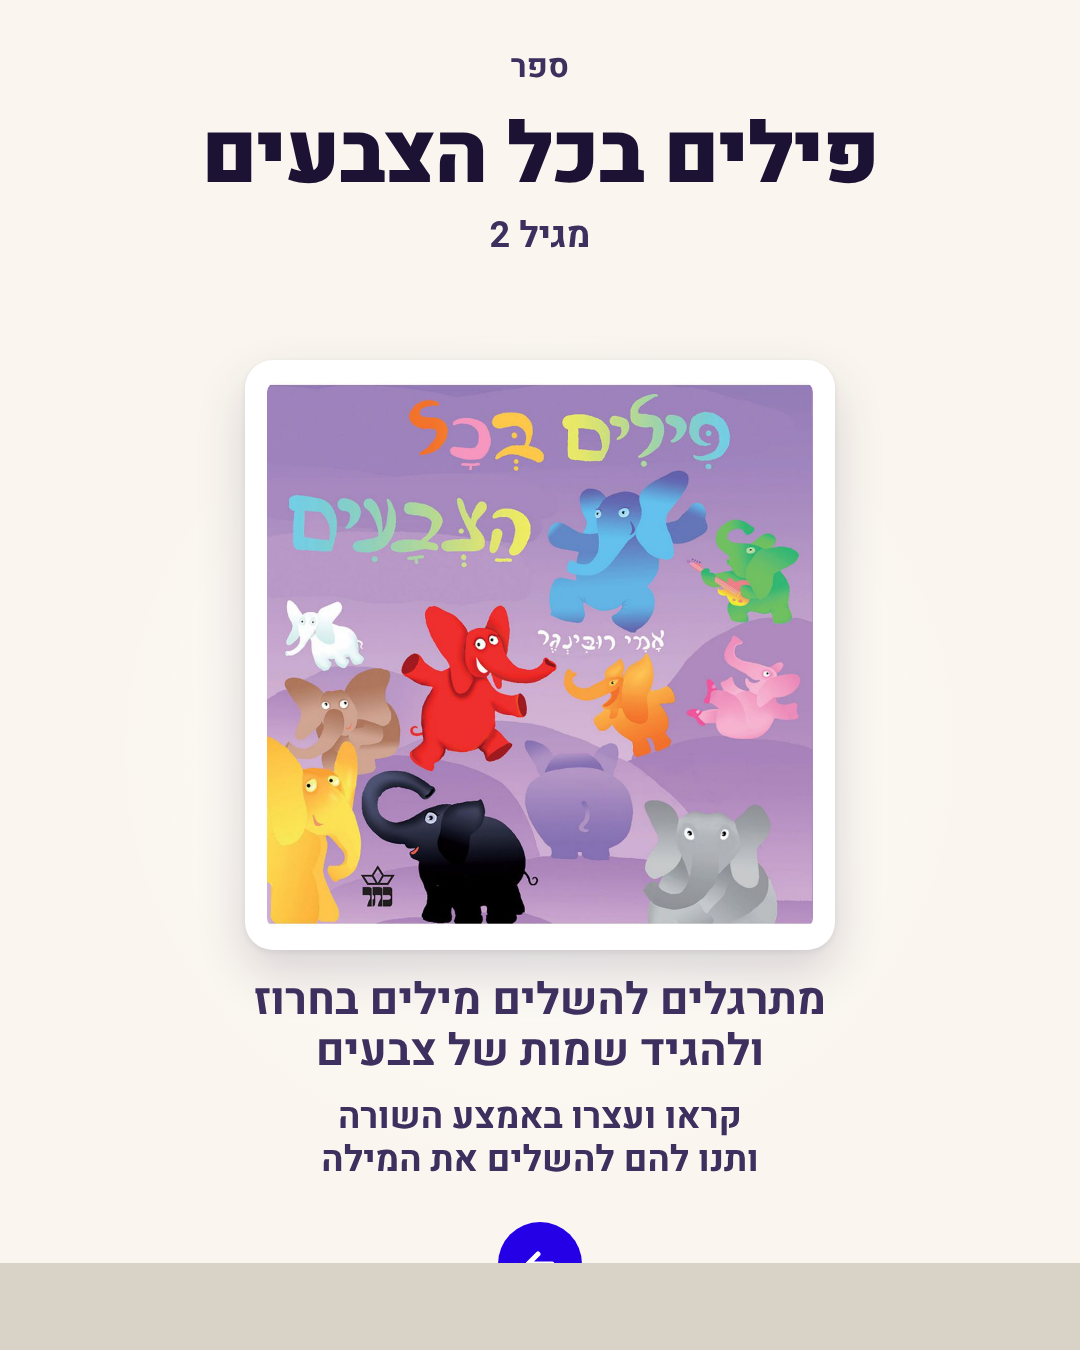 ספר
פילים בכל הצבעים
מגיל 2
פִּילִים בְּכָל
הַצְּבָעִים
אָמִי רוּבִּינְגֶר
כתר
מתרגלים להשלים מילים בחרוז
ולהגיד שמות של צבעים
קראו ועצרו באמצע השורה
ותנו להם להשלים את המילה